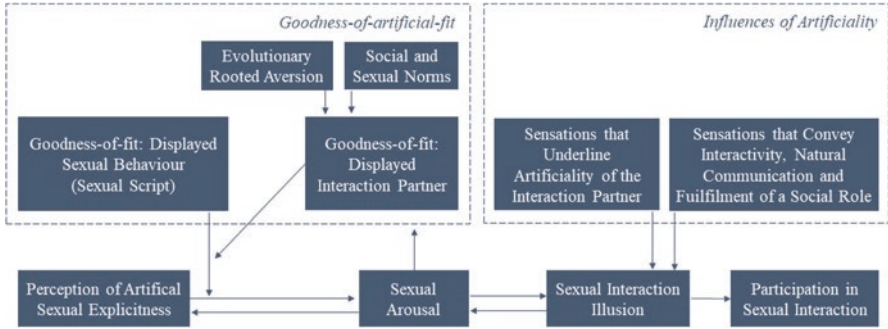 Goodness-of-artificial-fit
Influences of Artificiality
Evolutionary
Rooted Aversion
Social and
Sexual Norms
Goodness-of-fit: Displayed
Sexual Behaviour
(Sexual Script)
Goodness-of-fit:
Displayed
Interaction Partner
Sensations that
Underline
Artificiality of the
Interaction Partner
Sensations that Convey
Interactivity, Natural
Communication and
Fuilfilment of a Social Role
Perception of Artifical
Sexual Explicitness
Sexual
Arousal
Sexual Interaction
Illusion
Participation in
Sexual Interaction